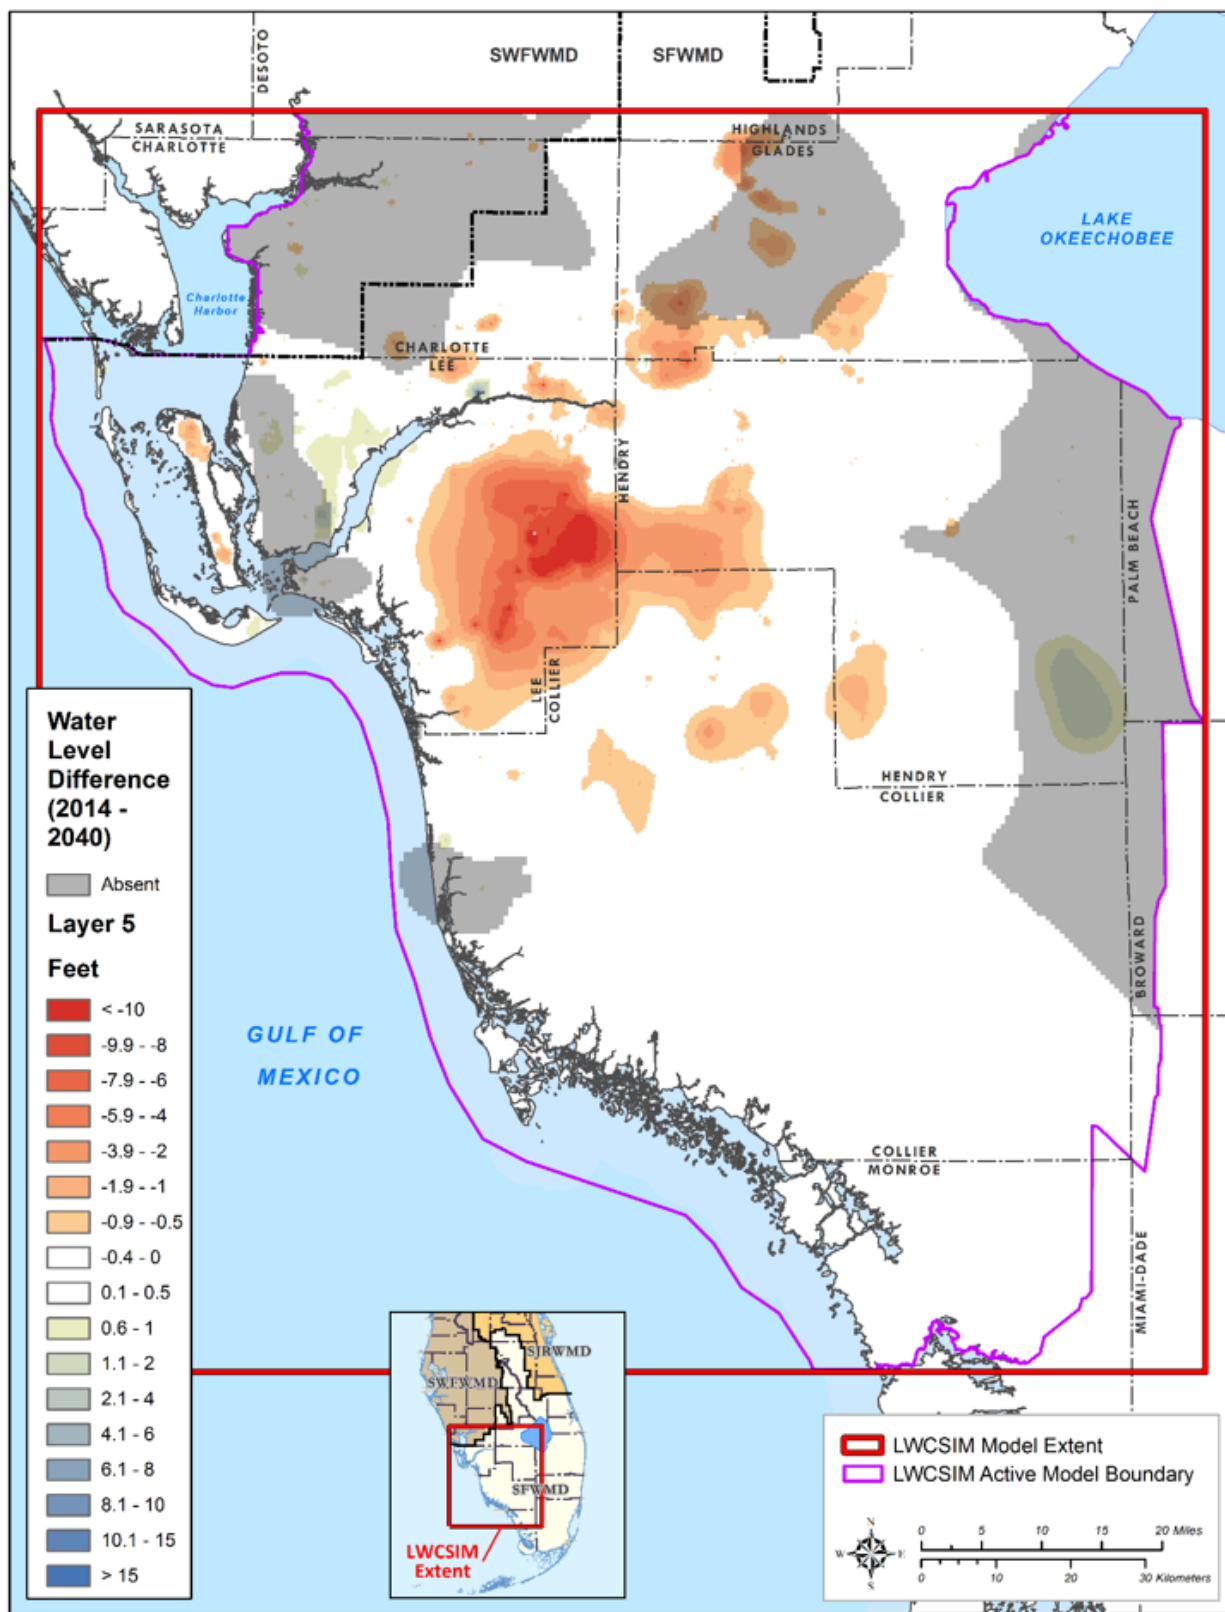 SWFWMD
SFWMD
DESOTO
SARASOTA
CHARLOTTE
HIGHLANDS
GLADES
LAKE
OKEECHOBEE
Charlotte
Harbor
CHARLOTTE
LEE
HENDRY
PALM BEACH
LEE
COLLIER
HENDRY
COLLIER
BROWARD
GULF OF
MEXICO
COLLIER
MONROE
MIAMI-DADE
Water
Level
Difference
(2014 -
2040)
Absent
Layer 5
Feet
< -10
-9.9 - -8
-7.9 - -6
-5.9 - -4
-3.9 - -2
-1.9 - -1
-0.9 - -0.5
-0.4 - 0
0.1 - 0.5
0.6 - 1
1.1 - 2
2.1 - 4
4.1 - 6
6.1 - 8
8.1 - 10
10.1 - 15
> 15
SJRWMD
SWFWMD
SFWMD
LWCSIM
Extent
LWCSIM Model Extent
LWCSIM Active Model Boundary
N
W E
S
0 5 10 15 20 Miles
0 10 20 30 Kilometers